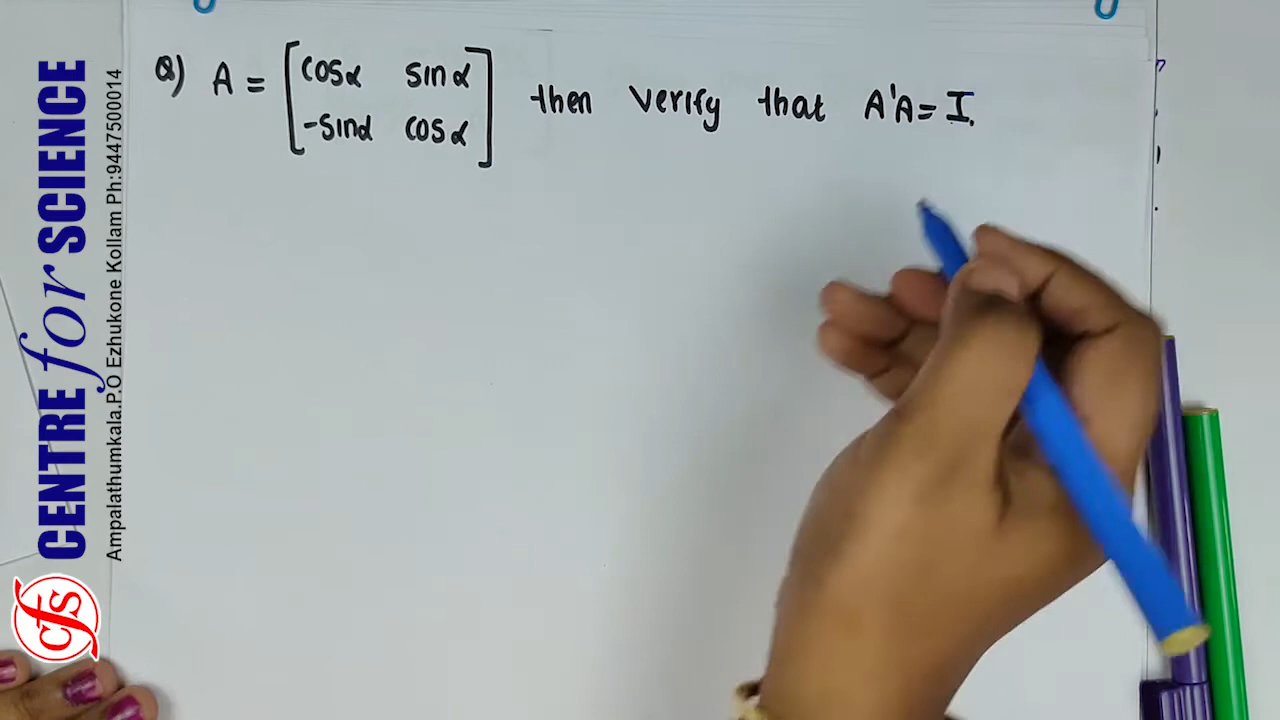 Q) A = [cosα sinα
-sinα cosα] then verify that A'A = I.
CENTRE for SCIENCE
Ampalathumkala.P.O Ezhukone Kollam Ph:9447500014
cfs